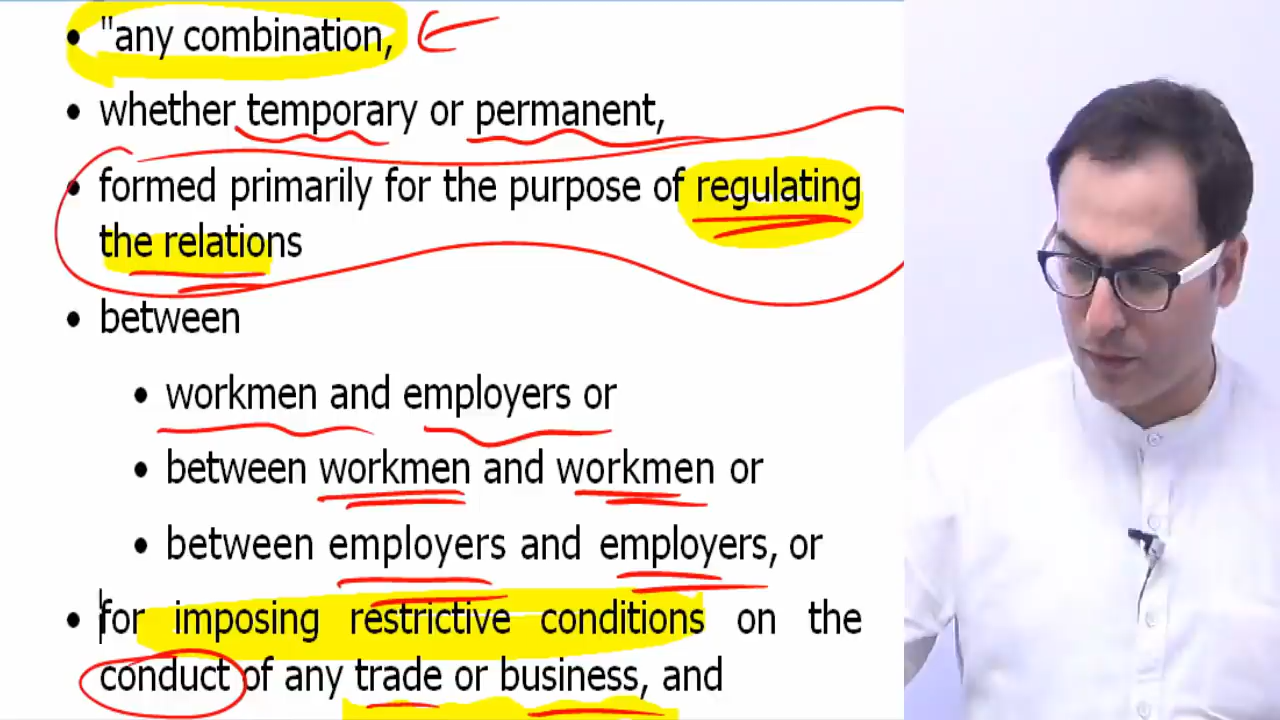 • "any combination,
• whether temporary or permanent,
• formed primarily for the purpose of regulating
the relations
• between
• workmen and employers or
• between workmen and workmen or
• between employers and employers, or
• for imposing restrictive conditions on the
conduct of any trade or business, and